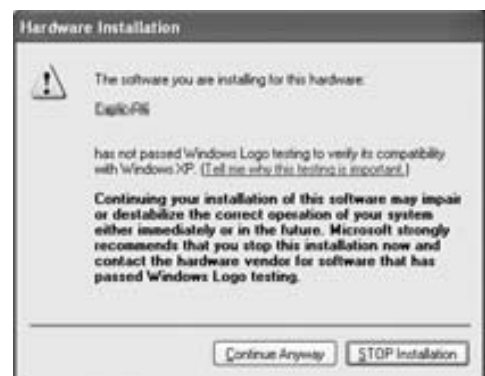 Hardware Installation
The software you are installing for this hardware:
has not passed Windows Logo testing to verify its compatibility
with Windows XP. (Tell me why this testing is important.)
Continuing your installation of this software may impair
or destabilize the correct operation of your system
either immediately or in the future. Microsoft strongly
recommends that you stop this installation now and
contact the hardware vendor for software that has
passed Windows Logo testing.
Continue Anyway STOP Installation